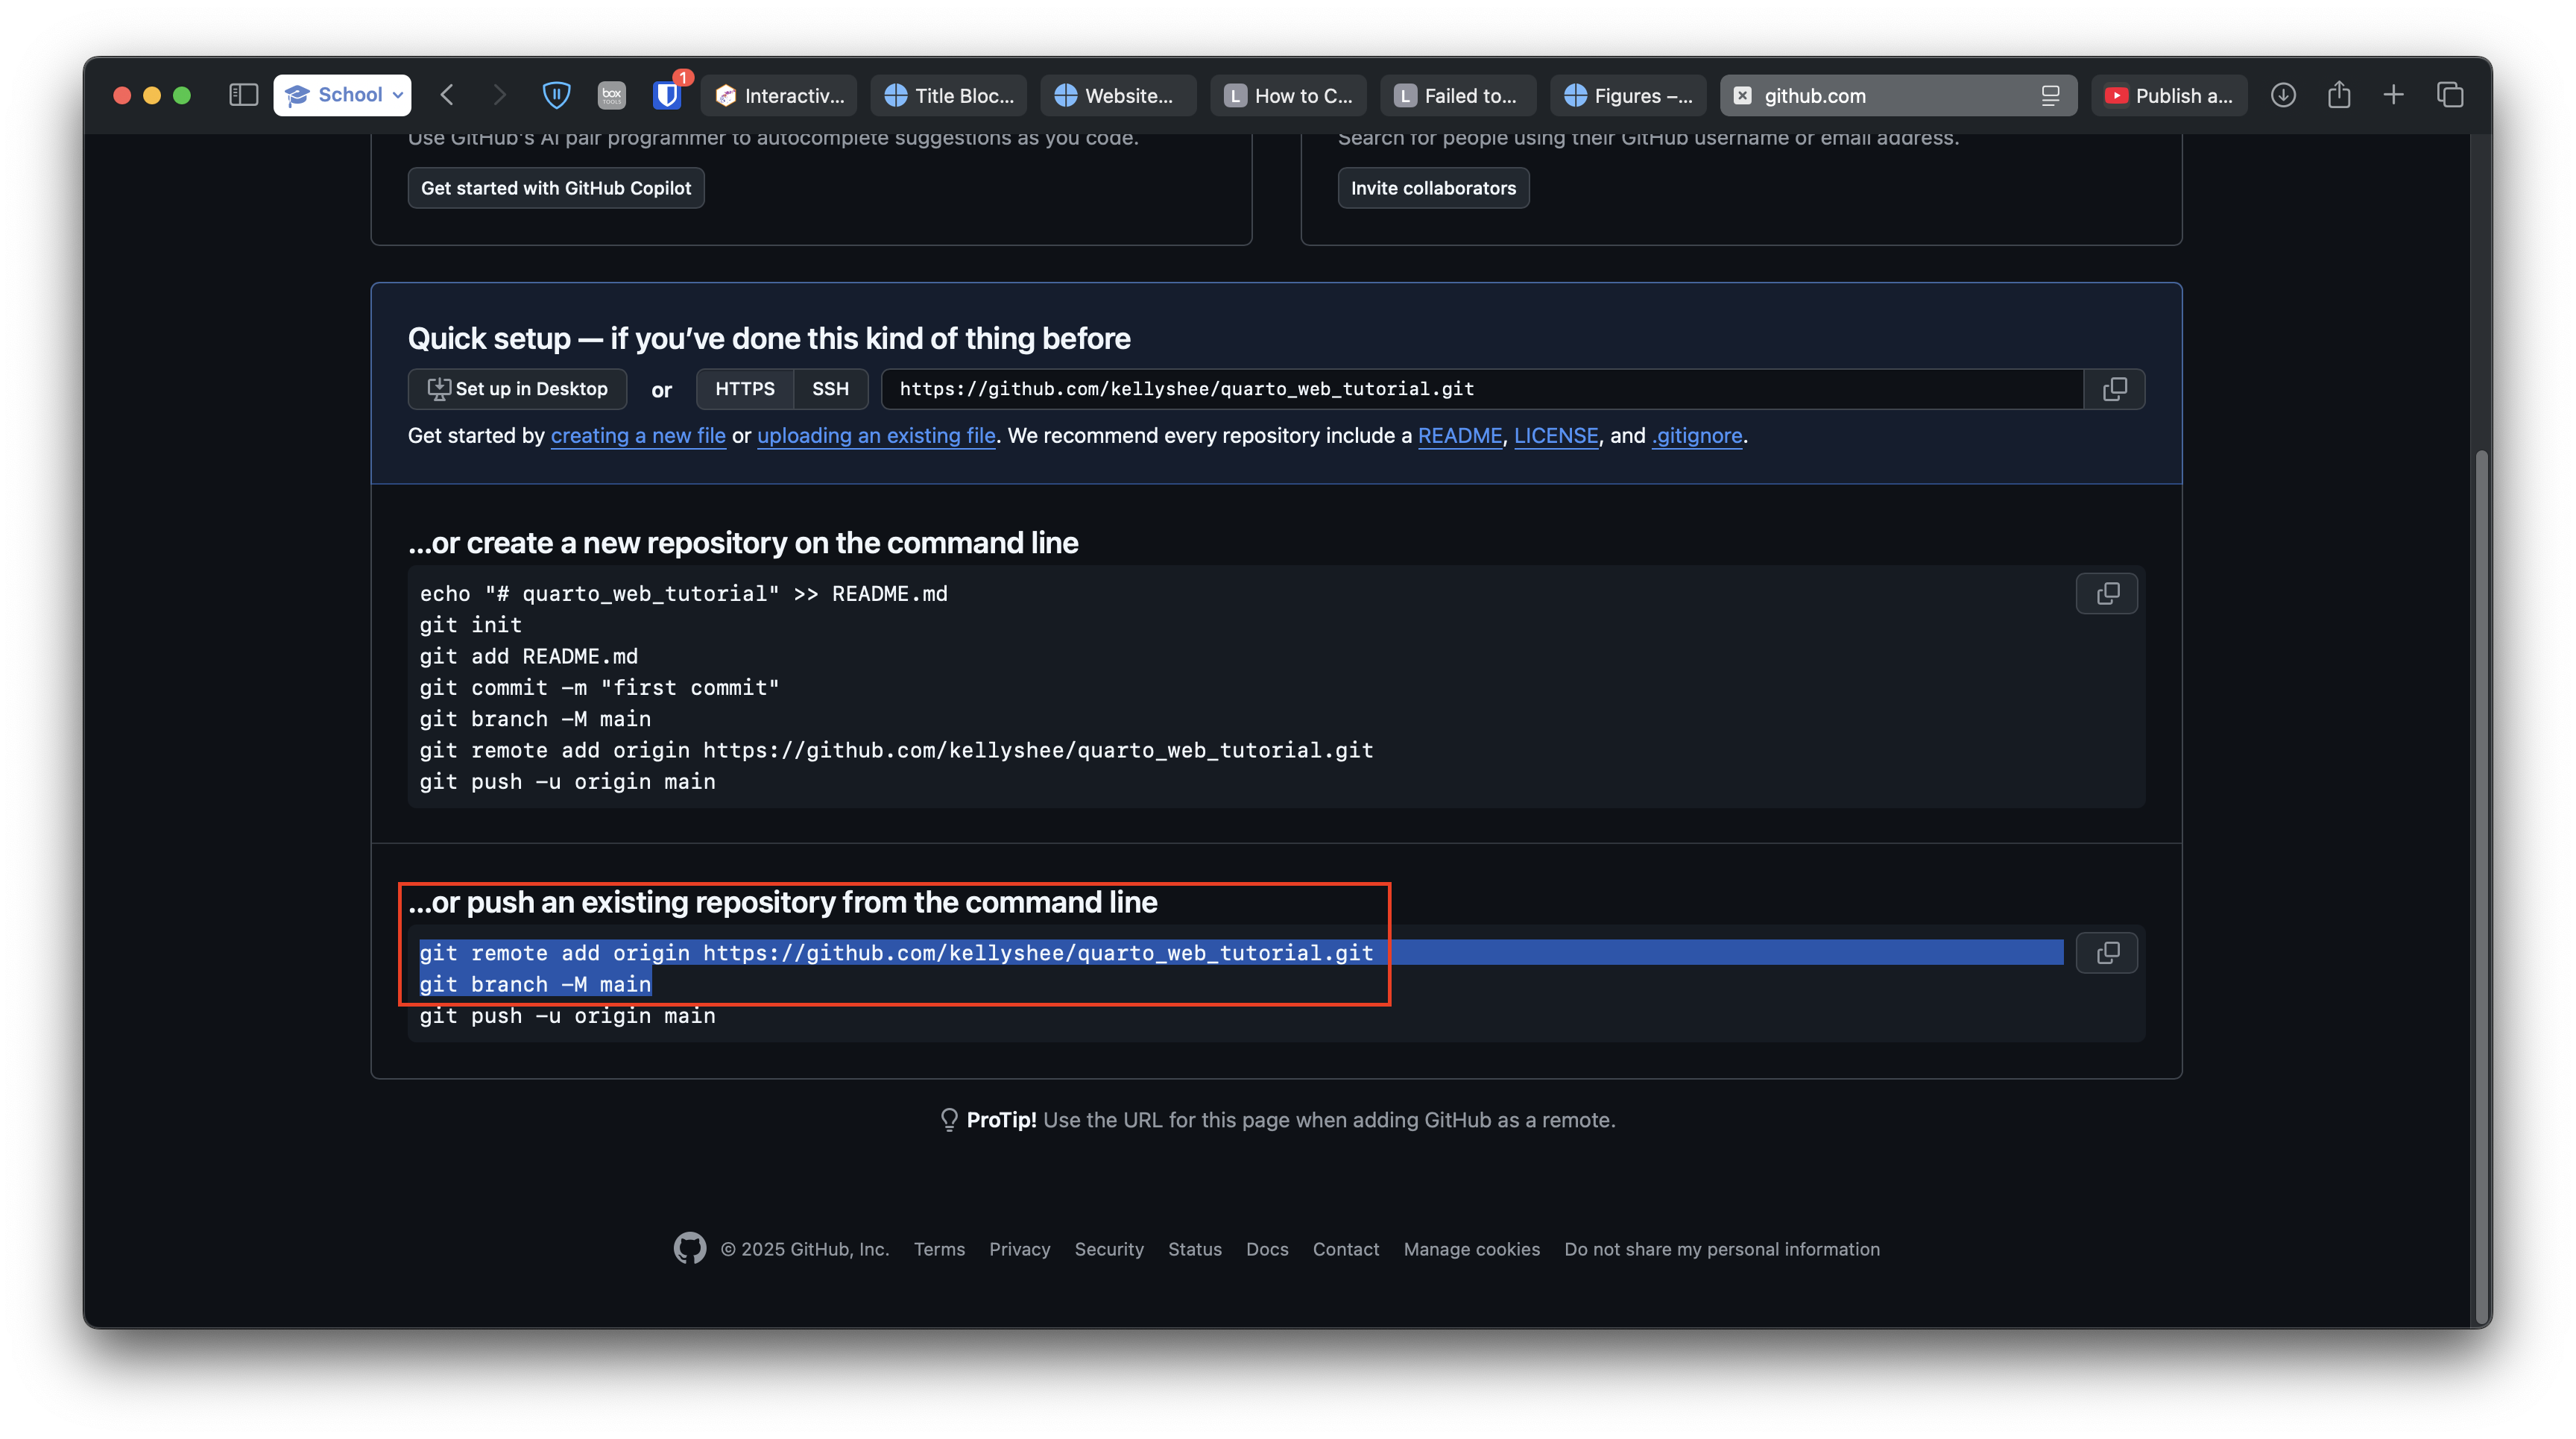 School
1
Interactiv...
Title Bloc...
Website...
L How to C...
L Failed to...
Figures –...
github.com
Publish a...
box
TOOLS
Use GitHub's AI pair programmer to autocomplete suggestions as you code.
Get started with GitHub Copilot
Search for people using their GitHub username or email address.
Invite collaborators
Quick setup — if you've done this kind of thing before
Set up in Desktop or HTTPS SSH https://github.com/kellyshee/quarto_web_tutorial.git
Get started by creating a new file or uploading an existing file. We recommend every repository include a README, LICENSE, and .gitignore.
...or create a new repository on the command line
echo "# quarto_web_tutorial" >> README.md
git init
git add README.md
git commit -m "first commit"
git branch -M main
git remote add origin https://github.com/kellyshee/quarto_web_tutorial.git
git push -u origin main
...or push an existing repository from the command line
git remote add origin https://github.com/kellyshee/quarto_web_tutorial.git
git branch -M main
git push -u origin main
ProTip! Use the URL for this page when adding GitHub as a remote.
© 2025 GitHub, Inc. Terms Privacy Security Status Docs Contact Manage cookies Do not share my personal information